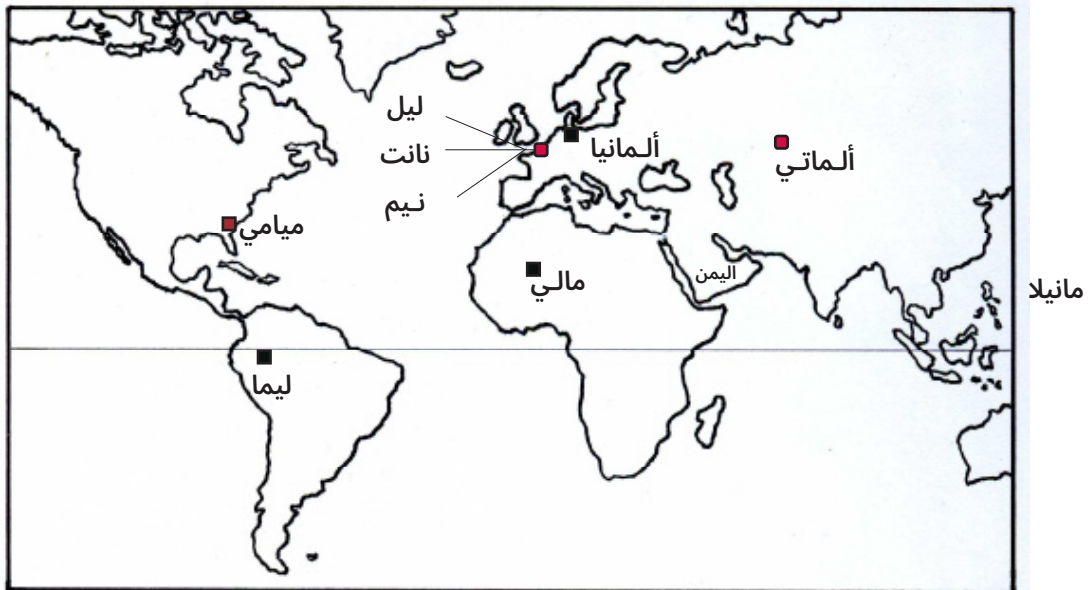 ليل
نانت
نـيم
ألـمانيا
ألـماتـي
ميامي
مالـي
اليمن
مانيلا
ليما